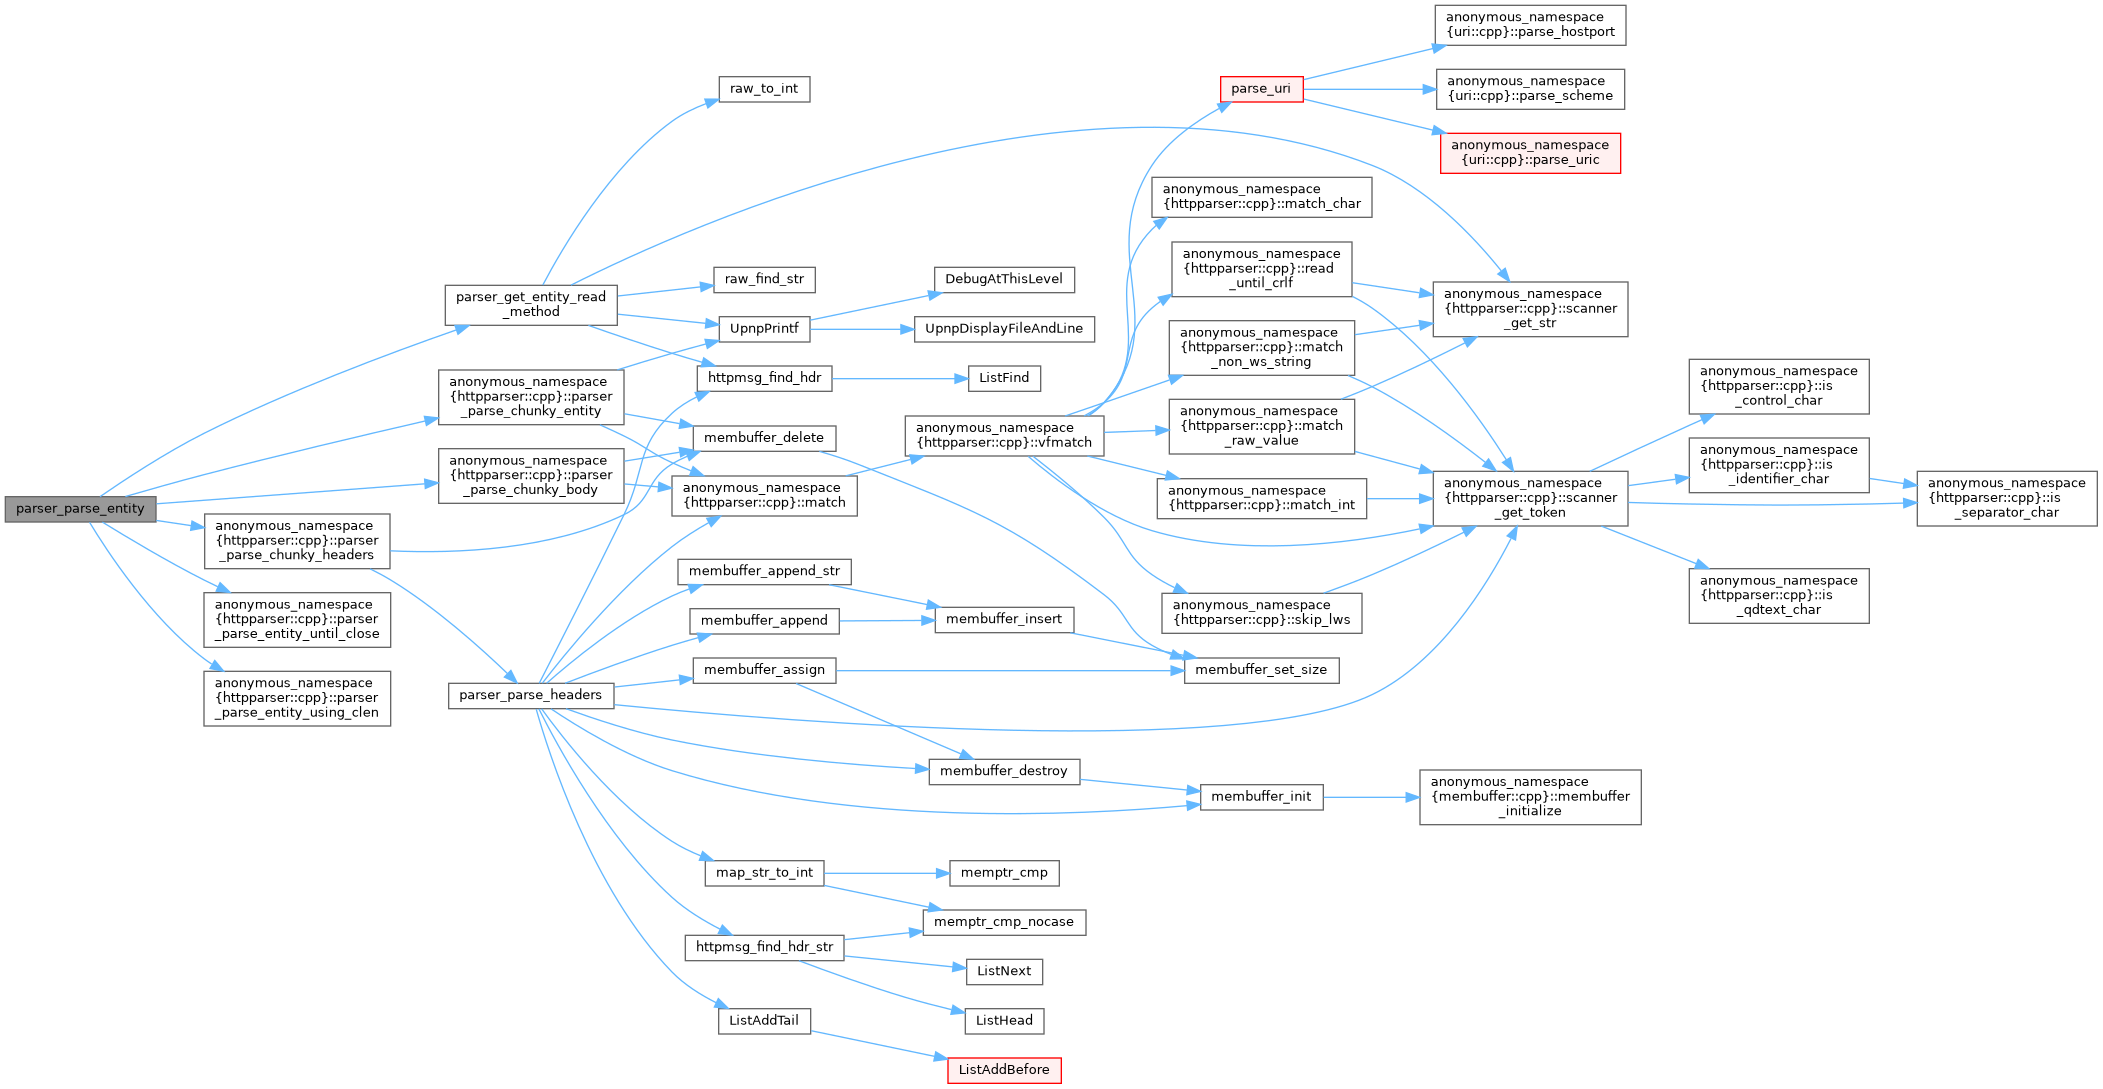 parser_parse_entity
anonymous_namespace
{httpparser::cpp}::parser
_parse_chunky_headers
anonymous_namespace
{httpparser::cpp}::parser
_parse_entity_until_close
anonymous_namespace
{httpparser::cpp}::parser
_parse_entity_using_clen
parser_get_entity_read
_method
anonymous_namespace
{httpparser::cpp}::parser
_parse_chunky_entity
anonymous_namespace
{httpparser::cpp}::parser
_parse_chunky_body
parser_parse_headers
raw_to_int
raw_find_str
UpnpPrintf
httpmsg_find_hdr
membuffer_delete
anonymous_namespace
{httpparser::cpp}::match
membuffer_append_str
membuffer_append
membuffer_assign
map_str_to_int
httpmsg_find_hdr_str
ListAddTail
DebugAtThisLevel
UpnpDisplayFileAndLine
ListFind
anonymous_namespace
{httpparser::cpp}::vfmatch
membuffer_insert
membuffer_destroy
memptr_cmp
memptr_cmp_nocase
ListNext
ListHead
ListAddBefore
parse_uri
anonymous_namespace
{httpparser::cpp}::match_char
anonymous_namespace
{httpparser::cpp}::read
_until_crlf
anonymous_namespace
{httpparser::cpp}::match
_non_ws_string
anonymous_namespace
{httpparser::cpp}::match
_raw_value
anonymous_namespace
{httpparser::cpp}::match_int
anonymous_namespace
{httpparser::cpp}::skip_lws
membuffer_set_size
membuffer_init
anonymous_namespace
{uri::cpp}::parse_hostport
anonymous_namespace
{uri::cpp}::parse_scheme
anonymous_namespace
{uri::cpp}::parse_uric
anonymous_namespace
{httpparser::cpp}::scanner
_get_str
anonymous_namespace
{httpparser::cpp}::scanner
_get_token
anonymous_namespace
{membuffer::cpp}::membuffer
_initialize
anonymous_namespace
{httpparser::cpp}::is
_control_char
anonymous_namespace
{httpparser::cpp}::is
_identifier_char
anonymous_namespace
{httpparser::cpp}::is
_qdtext_char
anonymous_namespace
{httpparser::cpp}::is
_separator_char